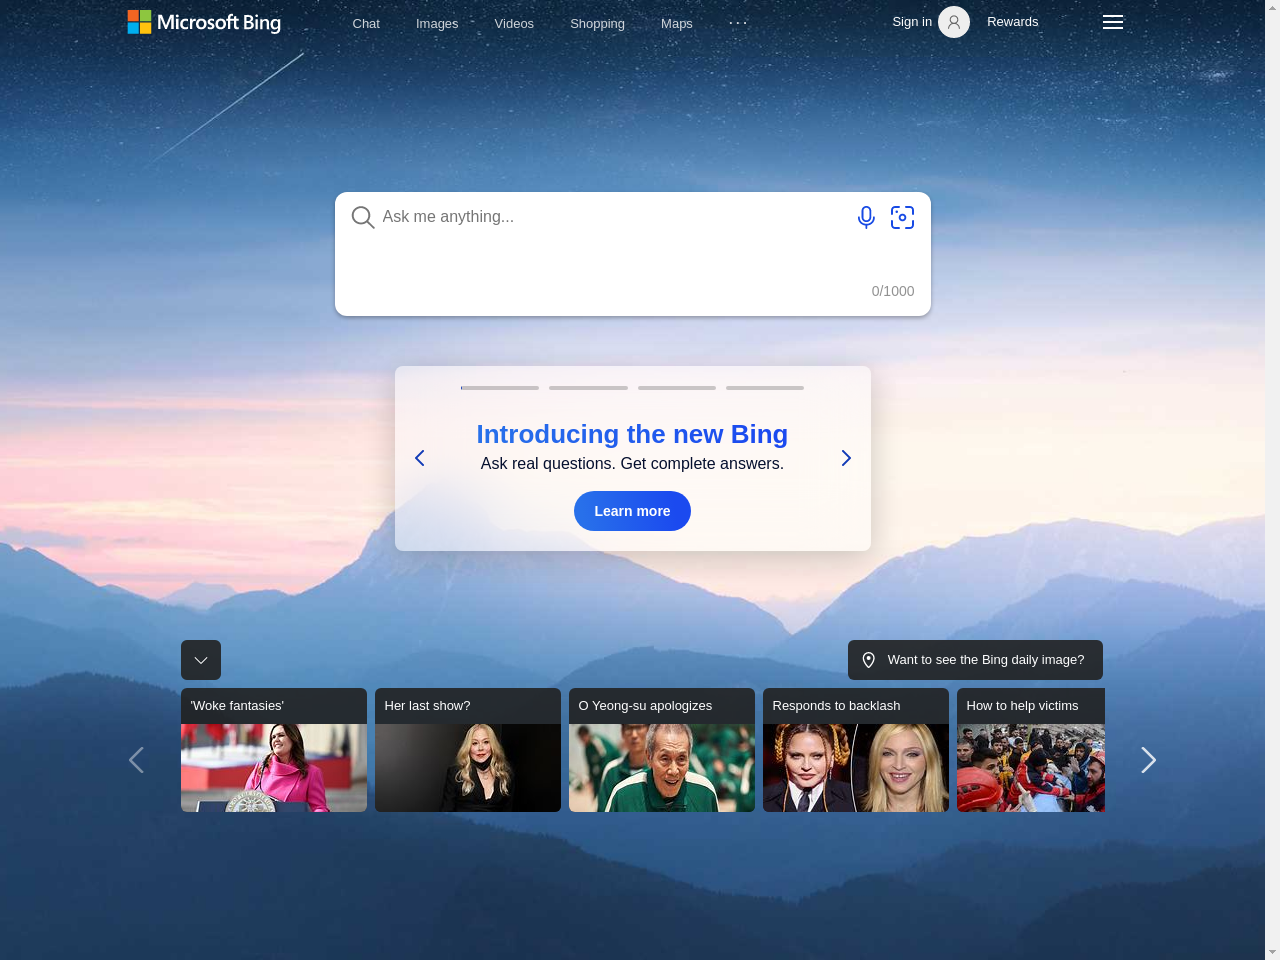 Microsoft Bing
Chat
Images
Videos
Shopping
Maps
Sign in
Rewards
Ask me anything...
0/1000
Introducing the new Bing
Ask real questions. Get complete answers.
Learn more
Want to see the Bing daily image?
'Woke fantasies'
Her last show?
O Yeong-su apologizes
Responds to backlash
How to help victims